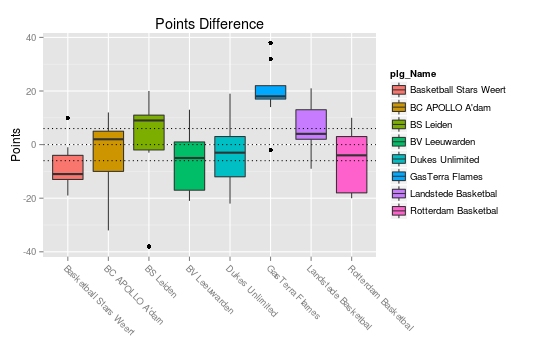 Points Difference
Points
40
20
0
-20
-40
Basketball Stars Weert
BC APOLLO A'dam
BS Leiden
BV Leeuwarden
Dukes Unlimited
GasTerra Flames
Landstede Basketbal
Rotterdam Basketbal
plg_Name
Basketball Stars Weert
BC APOLLO A'dam
BS Leiden
BV Leeuwarden
Dukes Unlimited
GasTerra Flames
Landstede Basketbal
Rotterdam Basketbal